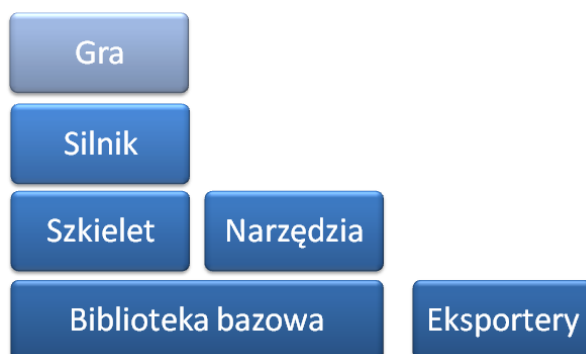 Gra
Silnik
Szkielet
Narzędzia
Biblioteka bazowa
Eksportery